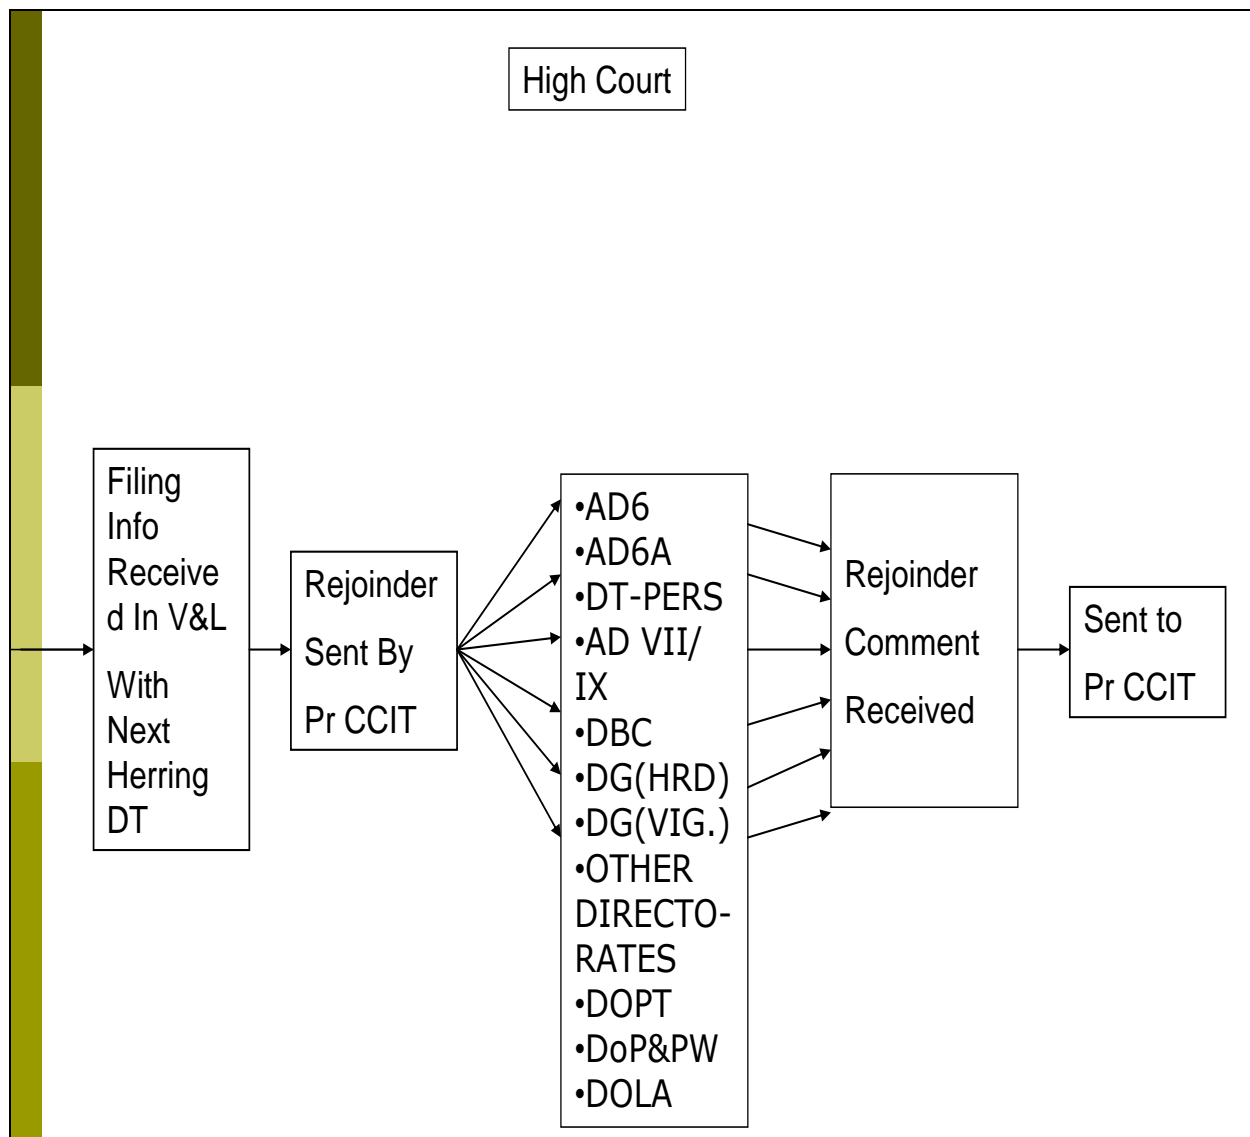 High Court
Filing
Info
Receive
d In V&L
With
Next
Herring
DT
Rejoinder
Sent By
Pr CCIT
•AD6
•AD6A
•DT-PERS
•AD VII/
IX
•DBC
•DG(HRD)
•DG(VIG.)
•OTHER
DIRECTO-
RATES
•DOPT
•DoP&PW
•DOLA
Rejoinder
Comment
Received
Sent to
Pr CCIT